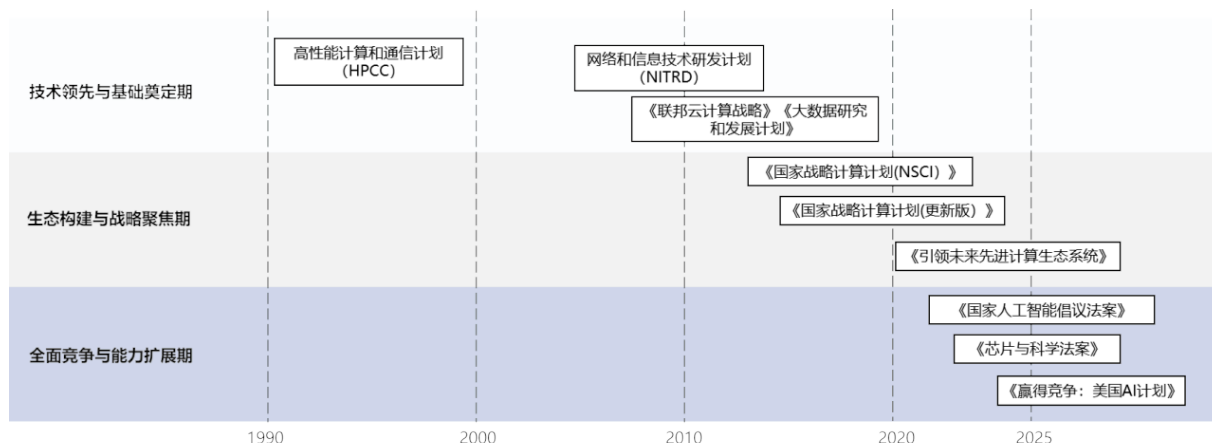 技术领先与基础奠定期
高性能计算和通信计划
（HPCC）
网络和信息技术研发计划
（NITRD）
《联邦云计算战略》《大数据研究
和发展计划》
生态构建与战略聚焦期
《国家战略计算计划(NSCI）》
《国家战略计算计划(更新版）》
《引领未来先进计算生态系统》
全面竞争与能力扩展期
《国家人工智能倡议法案》
《芯片与科学法案》
《赢得竞争：美国AI计划》
1990
2000
2010
2020
2025